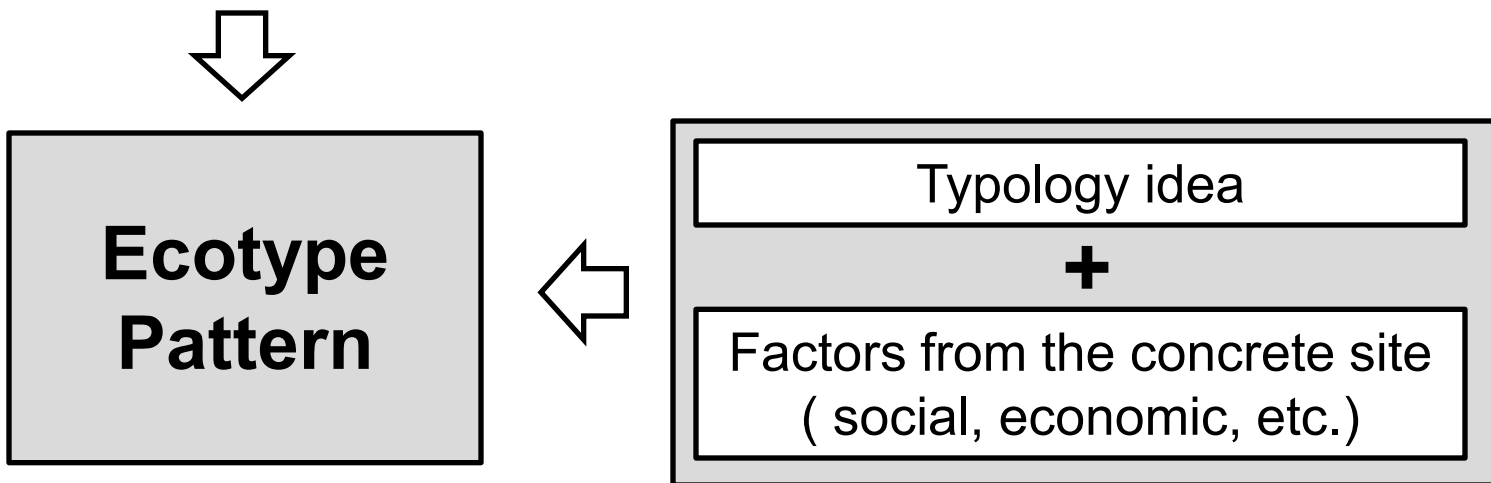 Ecotype
Pattern
Typology idea
+
Factors from the concrete site
( social, economic, etc.)